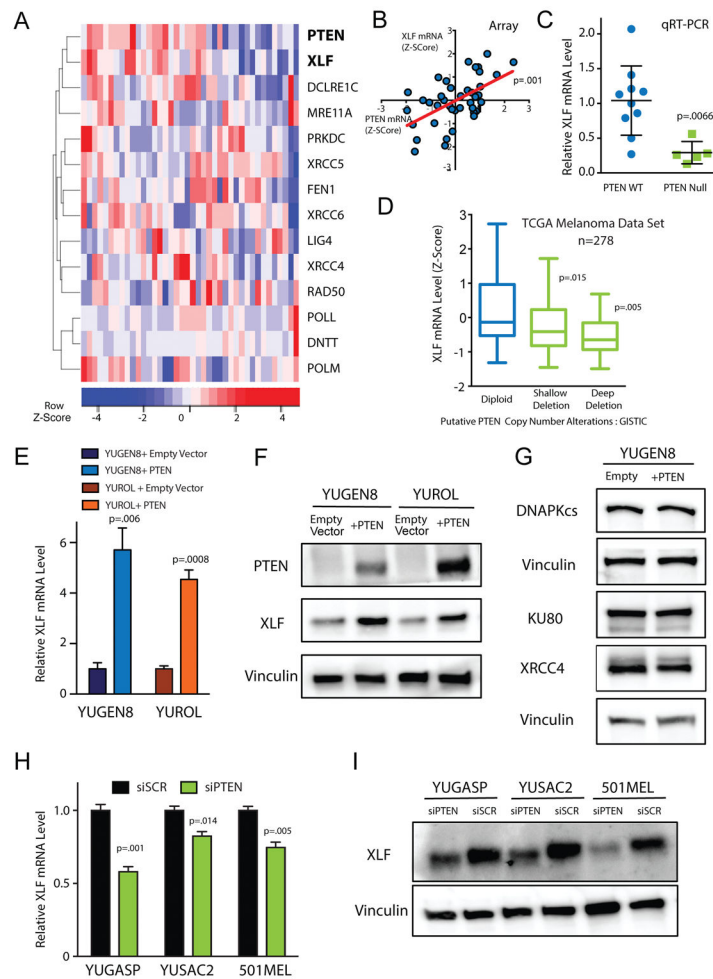 A
PTEN
XLF
DCLRE1C
MRE11A
PRKDC
XRCC5
FEN1
XRCC6
LIG4
XRCC4
RAD50
POLL
DNTT
POLM
Row
Z-Score
-4 -2 0 2 4
B
Array
XLF mRNA
(Z-SCore)
3
2
1
p=.001
-3 -2 -1 1 2 3
PTEN mRNA
(Z-SCore)
-1
-2
-3
C
qRT-PCR
Relative XLF mRNA Level
2.5
2.0
1.5
1.0
0.5
0.0
p=.0066
PTEN WT PTEN Null
D
TCGA Melanoma Data Set
n=278
XLF mRNA Level (Z-Score)
3
2
1
0
-1
-2
p=.015
p=.005
Diploid Shallow Deletion Deep Deletion
Putative PTEN Copy Number Alterations : GISTIC
E
YUGEN8+ Empty Vector
YUGEN8+ PTEN
YUROL + Empty Vector
YUROL+ PTEN
Relative XLF mRNA Level
6
4
2
0
p=.006
p=.0008
YUGEN8 YUROL
F
YUGEN8 YUROL
Empty Vector +PTEN Empty Vector +PTEN
PTEN
XLF
Vinculin
G
YUGEN8
Empty +PTEN
DNAPKcs
Vinculin
KU80
XRCC4
Vinculin
H
siSCR siPTEN
Relative XLF mRNA Level
1.0
0.5
0
p=.001
p=.014
p=.005
YUGASP YUSAC2 501MEL
I
YUGASP YUSAC2 501MEL
siPTEN siSCR siPTEN siSCR siPTEN siSCR
XLF
Vinculin